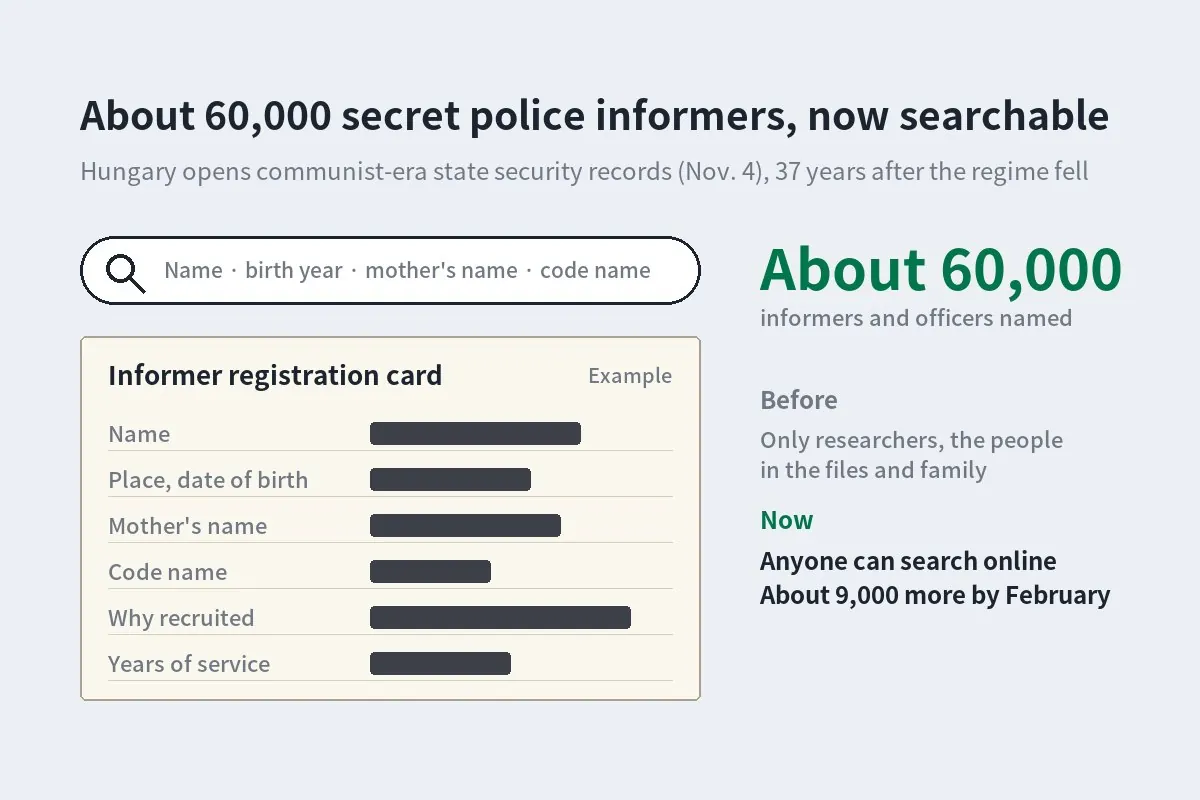 About 60,000 secret police informers, now searchable
Hungary opens communist-era state security records (Nov. 4), 37 years after the regime fell
Name · birth year · mother's name · code name
Informer registration card
Example
Name
Place, date of birth
Mother's name
Code name
Why recruited
Years of service
About 60,000
informers and officers named
Before
Only researchers, the people
in the files and family
Now
Anyone can search online
About 9,000 more by February